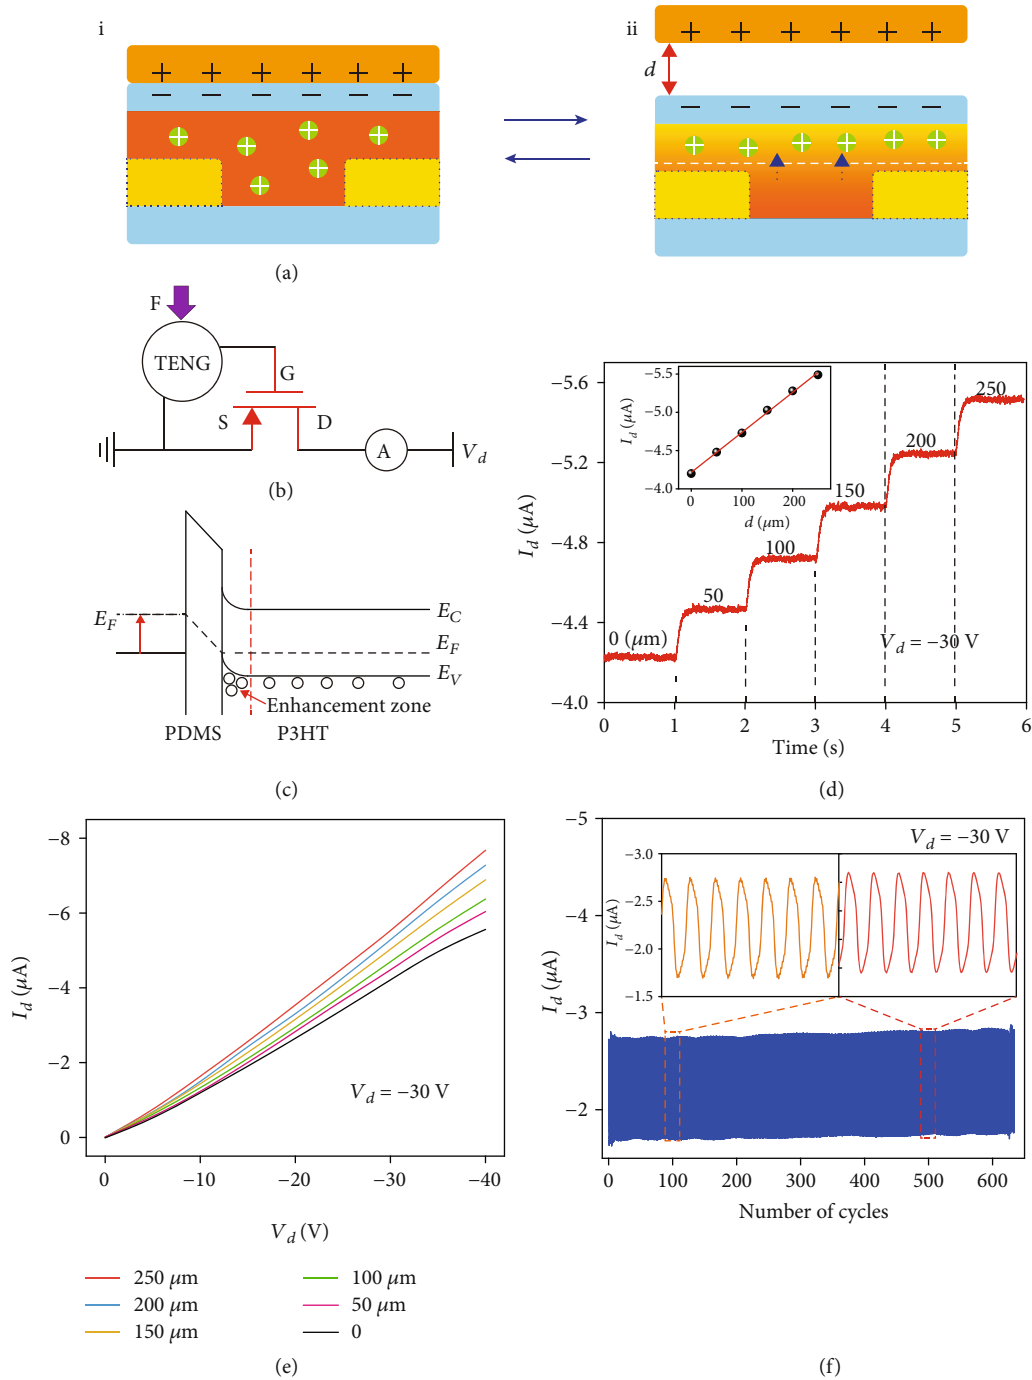 i
ii
+ + + + + +
− − − − − −
+ + + + + +
d
+ + + + + +
− − − − − −
+ + + + + +
(a)
F
TENG
G
S
D
A
V_d
(b)
E_F
E_C
E_F
E_V
Enhancement zone
PDMS
P3HT
(c)
I_d (μA)
−5.6
−5.2
−4.8
−4.4
−4.0
0 1 2 3 4 5 6
Time (s)
0 (μm)
50
100
150
200
250
V_d = −30 V
I_d (μA)
−5.5
−5.0
−4.5
−4.0
0 100 200
d (μm)
(d)
I_d (μA)
−8
−6
−4
−2
0
0 −10 −20 −30 −40
V_d = −30 V
V_d (V)
250 μm
200 μm
150 μm
100 μm
50 μm
0
(e)
I_d (μA)
−5
−4
−3
−2
V_d = −30 V
I_d (μA)
−3.0
−2.5
−2.0
−1.5
0 100 200 300 400 500 600
Number of cycles
(f)